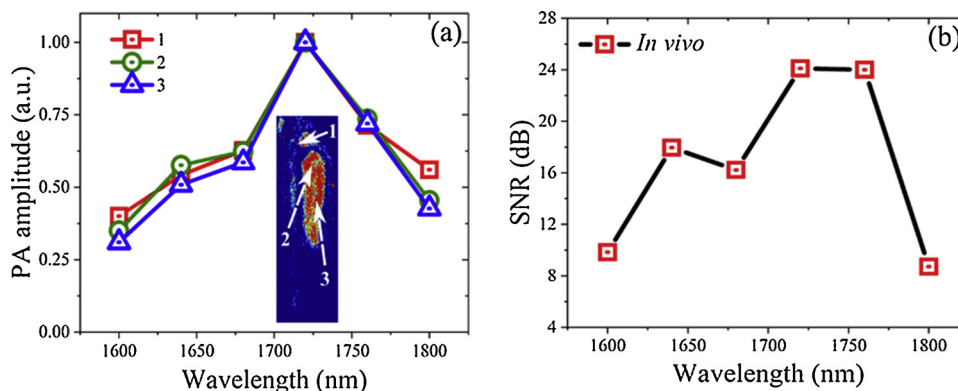 (a)
1
2
3
PA amplitude (a.u.)
1.00
0.75
0.50
0.25
0.00
1
2
3
1600 1650 1700 1750 1800
Wavelength (nm)
(b)
In vivo
SNR (dB)
28
24
20
16
12
8
4
1600 1650 1700 1750 1800
Wavelength (nm)